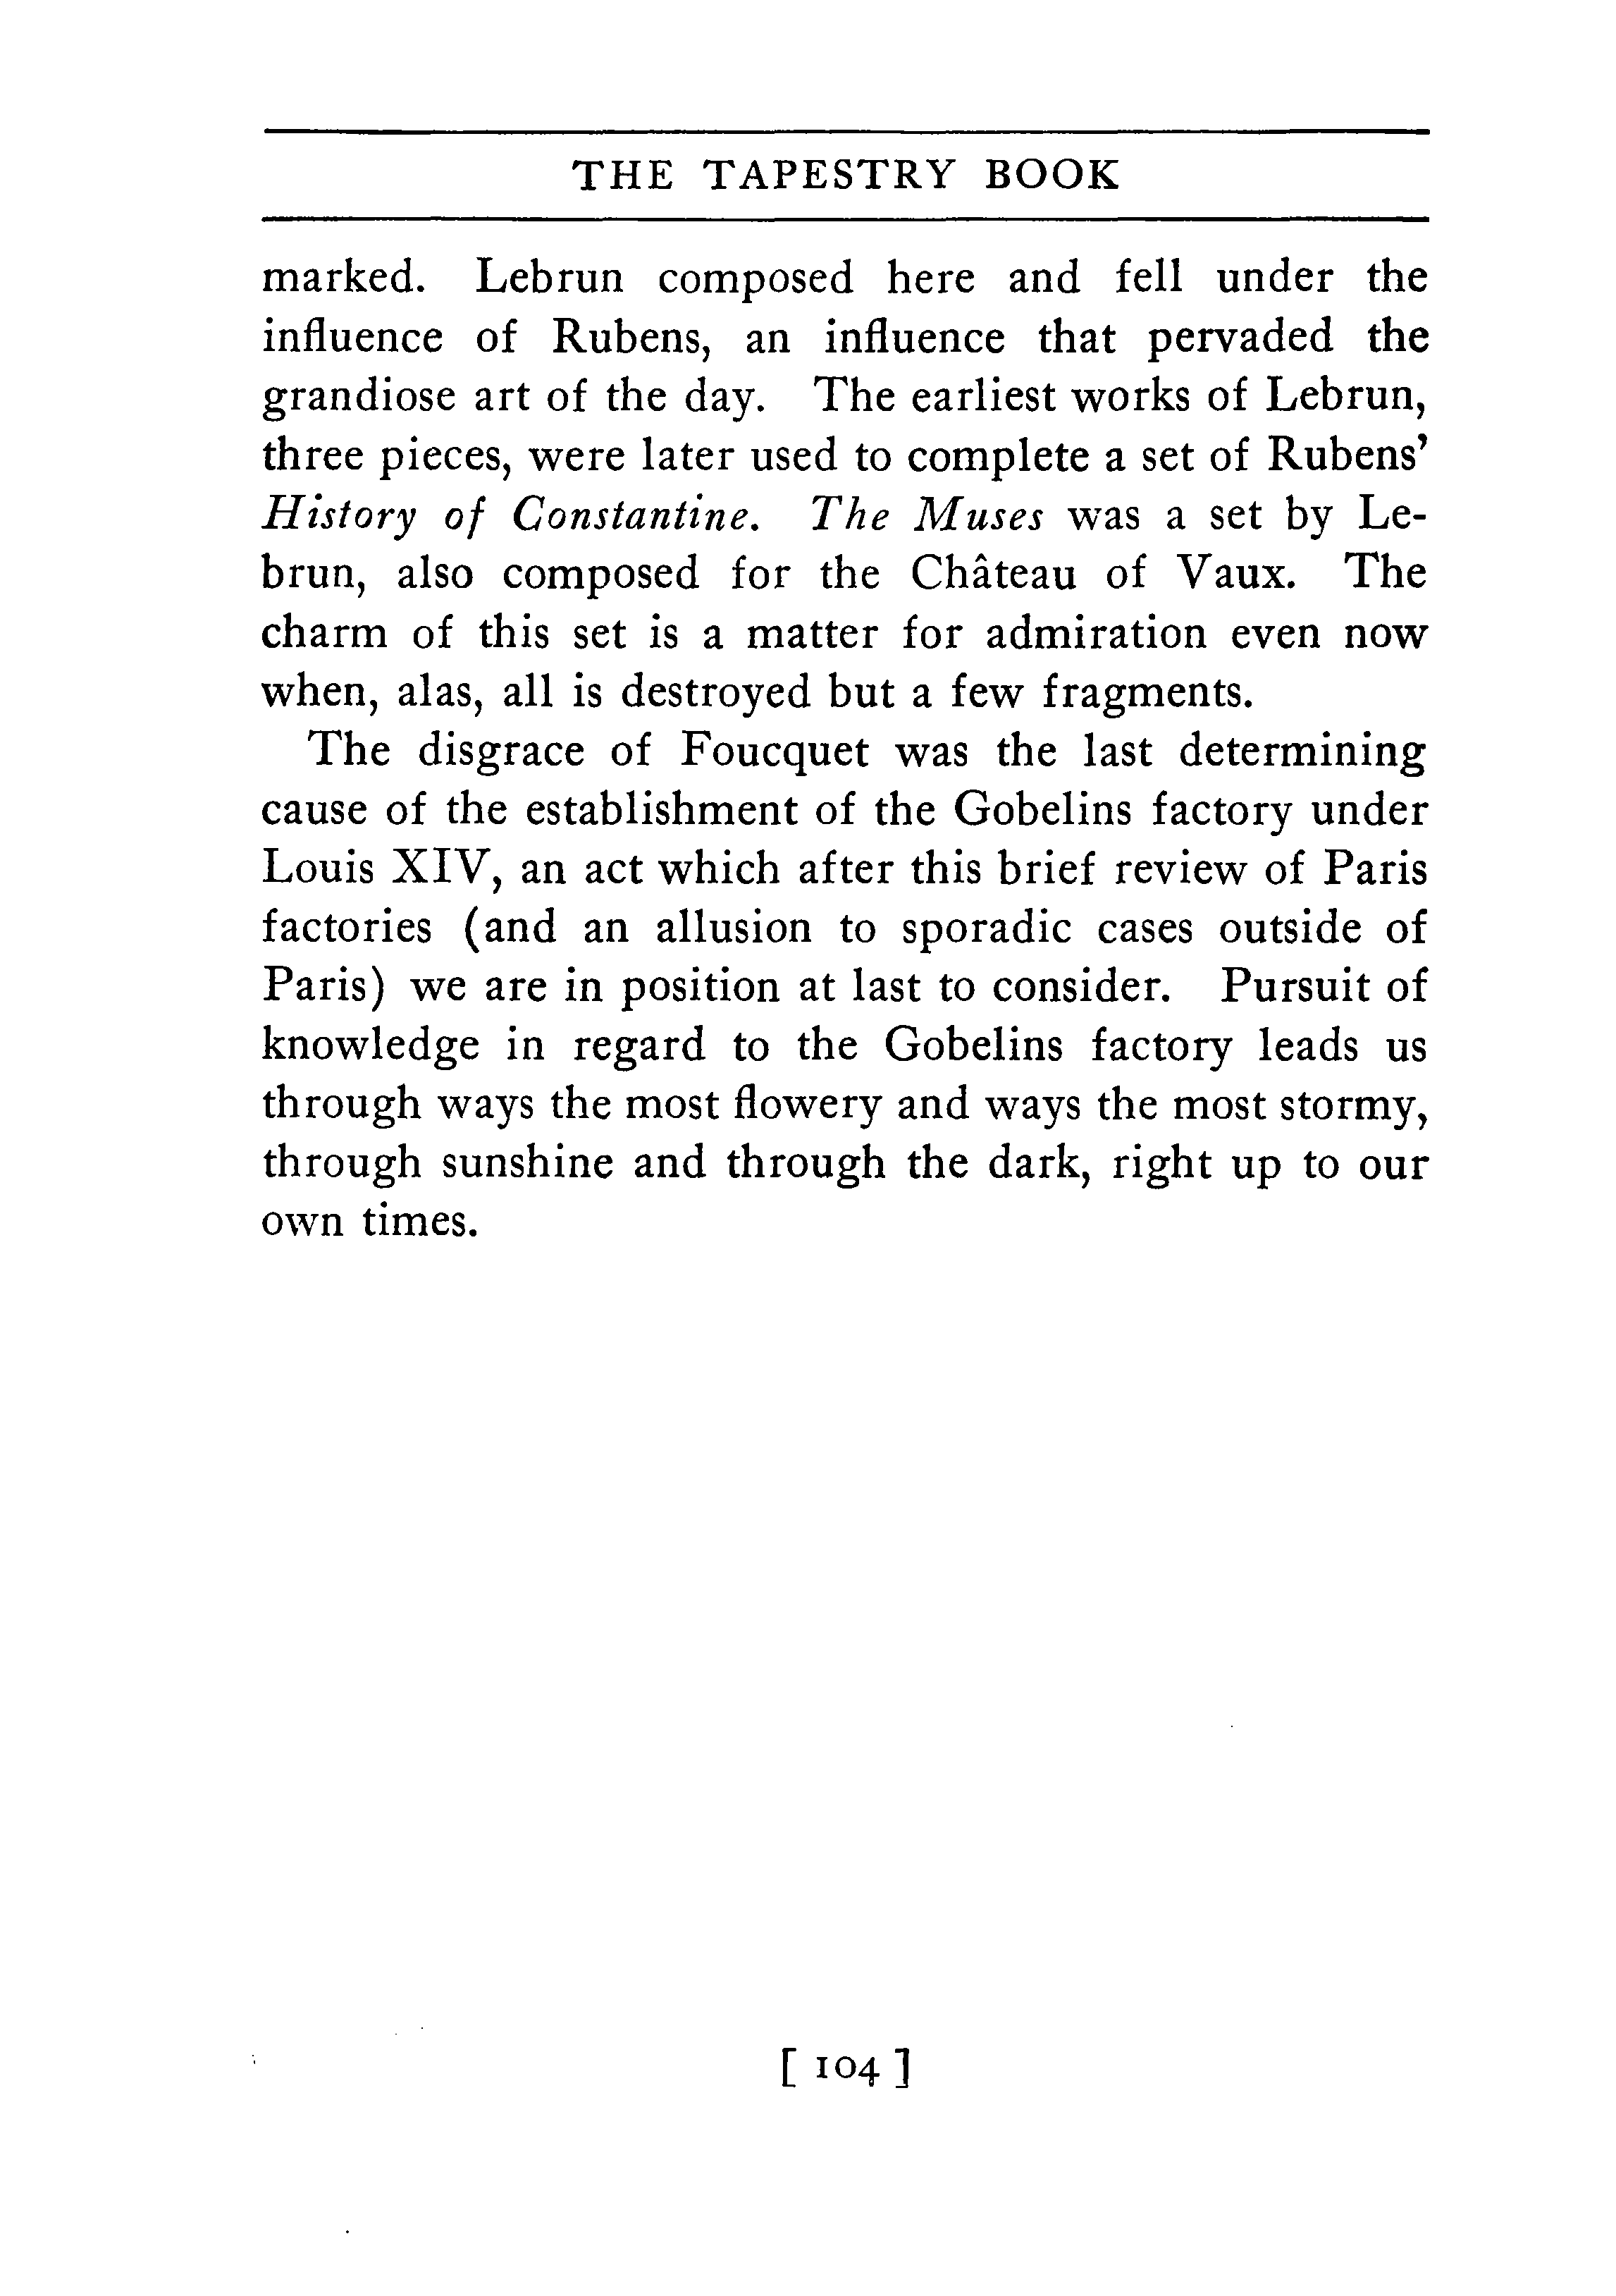 THE TAPESTRY BOOK
marked. Lebrun composed here and fell under the
influence of Rubens, an influence that pervaded the
grandiose art of the day. The earliest works of Lebrun,
three pieces, were later used to complete a set of Rubens'
History of Constantine. The Muses was a set by Le-
brun, also composed for the Château of Vaux. The
charm of this set is a matter for admiration even now
when, alas, all is destroyed but a few fragments.
The disgrace of Foucquet was the last determining
cause of the establishment of the Gobelins factory under
Louis XIV, an act which after this brief review of Paris
factories (and an allusion to sporadic cases outside of
Paris) we are in position at last to consider. Pursuit of
knowledge in regard to the Gobelins factory leads us
through ways the most flowery and ways the most stormy,
through sunshine and through the dark, right up to our
own times.
[ 104 ]